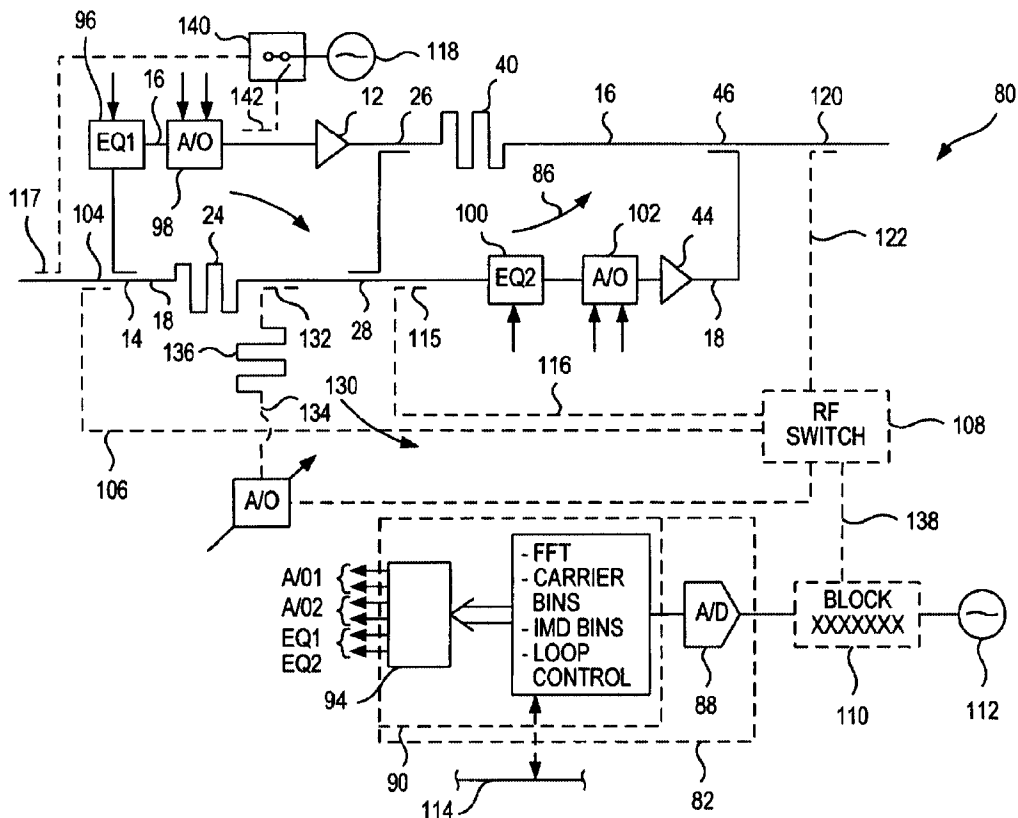 96
140
118
40
16
142
12
26
16
46
120
80
EQ1
A/O
98
86
117
104
24
100
102
44
122
EQ2
A/O
14
18
132
28
115
18
136
130
116
134
RF
SWITCH
108
106
A/O
138
- FFT
- CARRIER
BINS
- IMD BINS
- LOOP
CONTROL
A/01
A/02
EQ1
EQ2
94
A/D
88
BLOCK
XXXXXXX
110
112
90
114
82